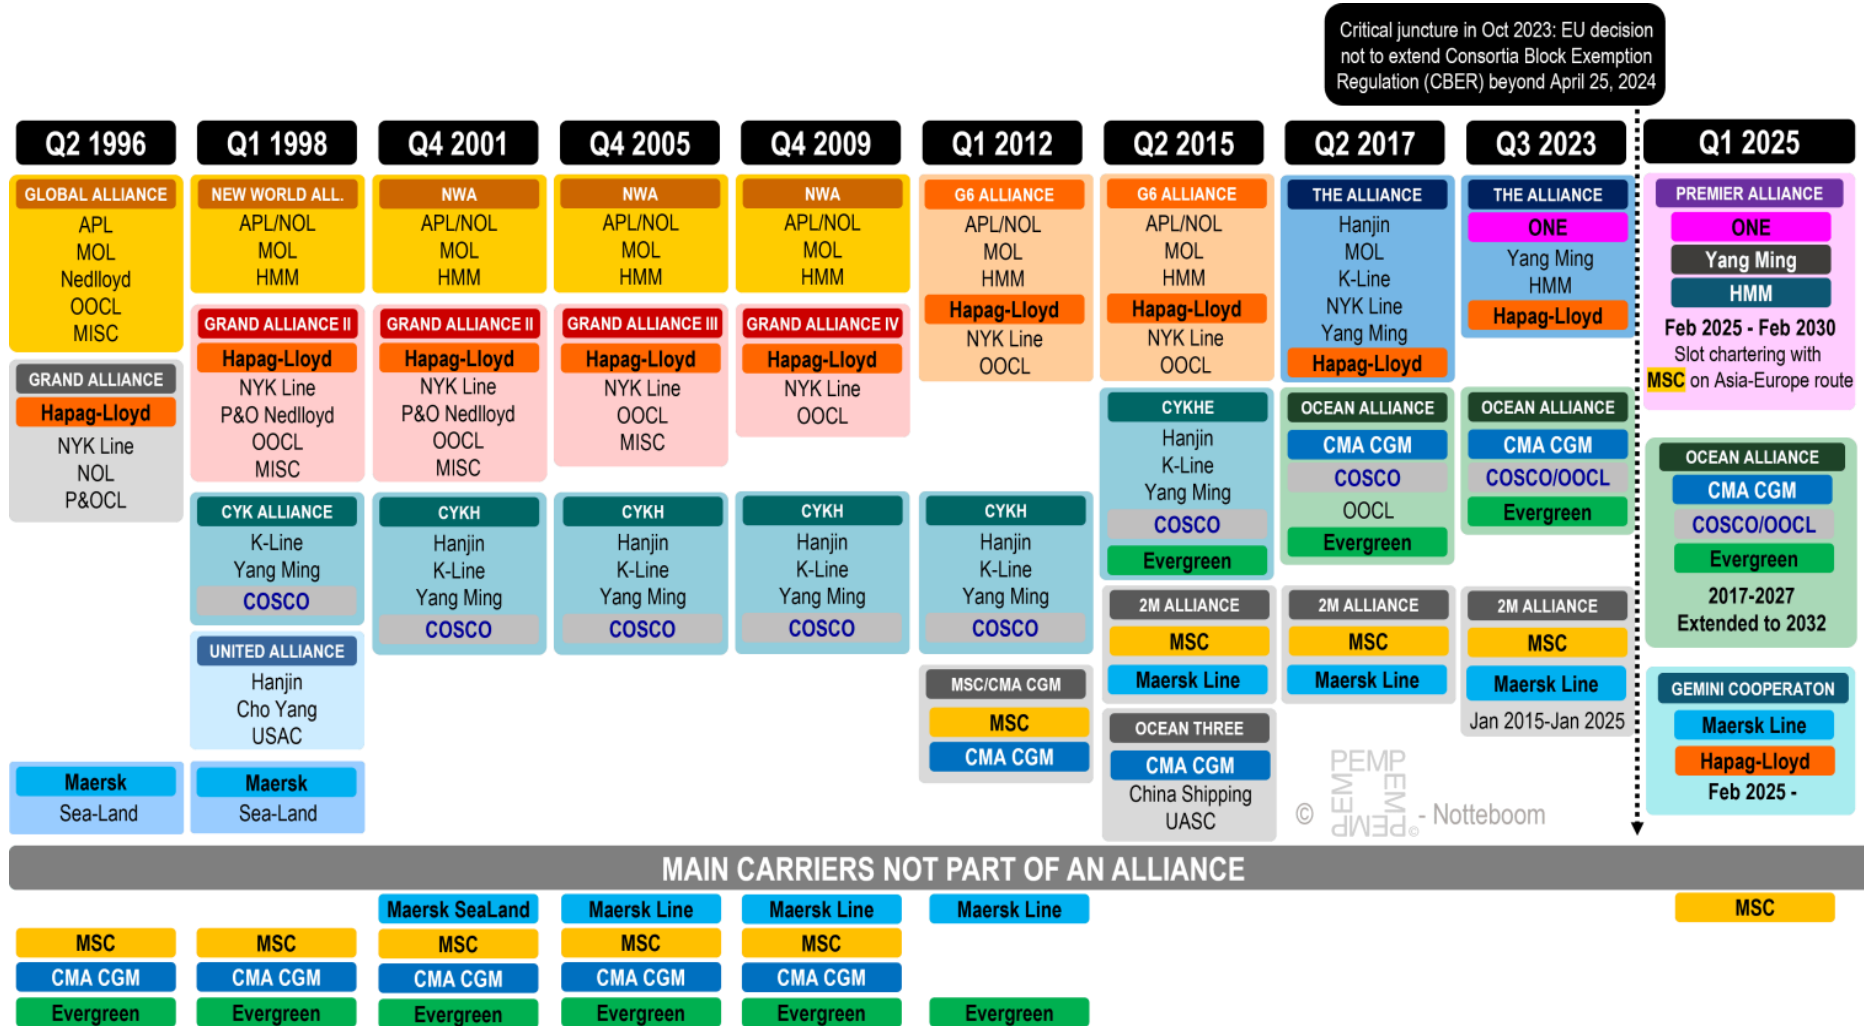 Critical juncture in Oct 2023: EU decision
not to extend Consortia Block Exemption
Regulation (CBER) beyond April 25, 2024
Q2 1996
GLOBAL ALLIANCE
APL
MOL
Nedlloyd
OOCL
MISC
GRAND ALLIANCE
Hapag-Lloyd
NYK Line
NOL
P&OCL
Maersk
Sea-Land
Q1 1998
NEW WORLD ALL.
APL/NOL
MOL
HMM
GRAND ALLIANCE II
Hapag-Lloyd
NYK Line
P&O Nedlloyd
OOCL
MISC
CYK ALLIANCE
K-Line
Yang Ming
COSCO
UNITED ALLIANCE
Hanjin
Cho Yang
USAC
Maersk
Sea-Land
Q4 2001
NWA
APL/NOL
MOL
HMM
GRAND ALLIANCE II
Hapag-Lloyd
NYK Line
P&O Nedlloyd
OOCL
MISC
CYKH
Hanjin
K-Line
Yang Ming
COSCO
Q4 2005
NWA
APL/NOL
MOL
HMM
GRAND ALLIANCE III
Hapag-Lloyd
NYK Line
OOCL
MISC
CYKH
Hanjin
K-Line
Yang Ming
COSCO
Q4 2009
NWA
APL/NOL
MOL
HMM
GRAND ALLIANCE IV
Hapag-Lloyd
NYK Line
OOCL
CYKH
Hanjin
K-Line
Yang Ming
COSCO
Q1 2012
G6 ALLIANCE
APL/NOL
MOL
HMM
Hapag-Lloyd
NYK Line
OOCL
CYKH
Hanjin
K-Line
Yang Ming
COSCO
MSC/CMA CGM
MSC
CMA CGM
Q2 2015
G6 ALLIANCE
APL/NOL
MOL
HMM
Hapag-Lloyd
NYK Line
OOCL
CYKHE
Hanjin
K-Line
Yang Ming
COSCO
Evergreen
2M ALLIANCE
MSC
Maersk Line
OCEAN THREE
CMA CGM
China Shipping
UASC
Q2 2017
THE ALLIANCE
Hanjin
MOL
K-Line
NYK Line
Yang Ming
Hapag-Lloyd
OCEAN ALLIANCE
CMA CGM
COSCO
OOCL
Evergreen
2M ALLIANCE
MSC
Maersk Line
Q3 2023
THE ALLIANCE
ONE
Yang Ming
HMM
Hapag-Lloyd
OCEAN ALLIANCE
CMA CGM
COSCO/OOCL
Evergreen
2M ALLIANCE
MSC
Maersk Line
Jan 2015-Jan 2025
Q1 2025
PREMIER ALLIANCE
ONE
Yang Ming
HMM
Feb 2025 - Feb 2030
Slot chartering with
MSC on Asia-Europe route
OCEAN ALLIANCE
CMA CGM
COSCO/OOCL
Evergreen
2017-2027
Extended to 2032
GEMINI COOPERATON
Maersk Line
Hapag-Lloyd
Feb 2025 -
© PEMP PEMP PEMP PEMP © - Notteboom
MAIN CARRIERS NOT PART OF AN ALLIANCE
Maersk SeaLand
Maersk Line
Maersk Line
Maersk Line
MSC
MSC
MSC
MSC
MSC
MSC
CMA CGM
CMA CGM
CMA CGM
CMA CGM
CMA CGM
Evergreen
Evergreen
Evergreen
Evergreen
Evergreen
Evergreen